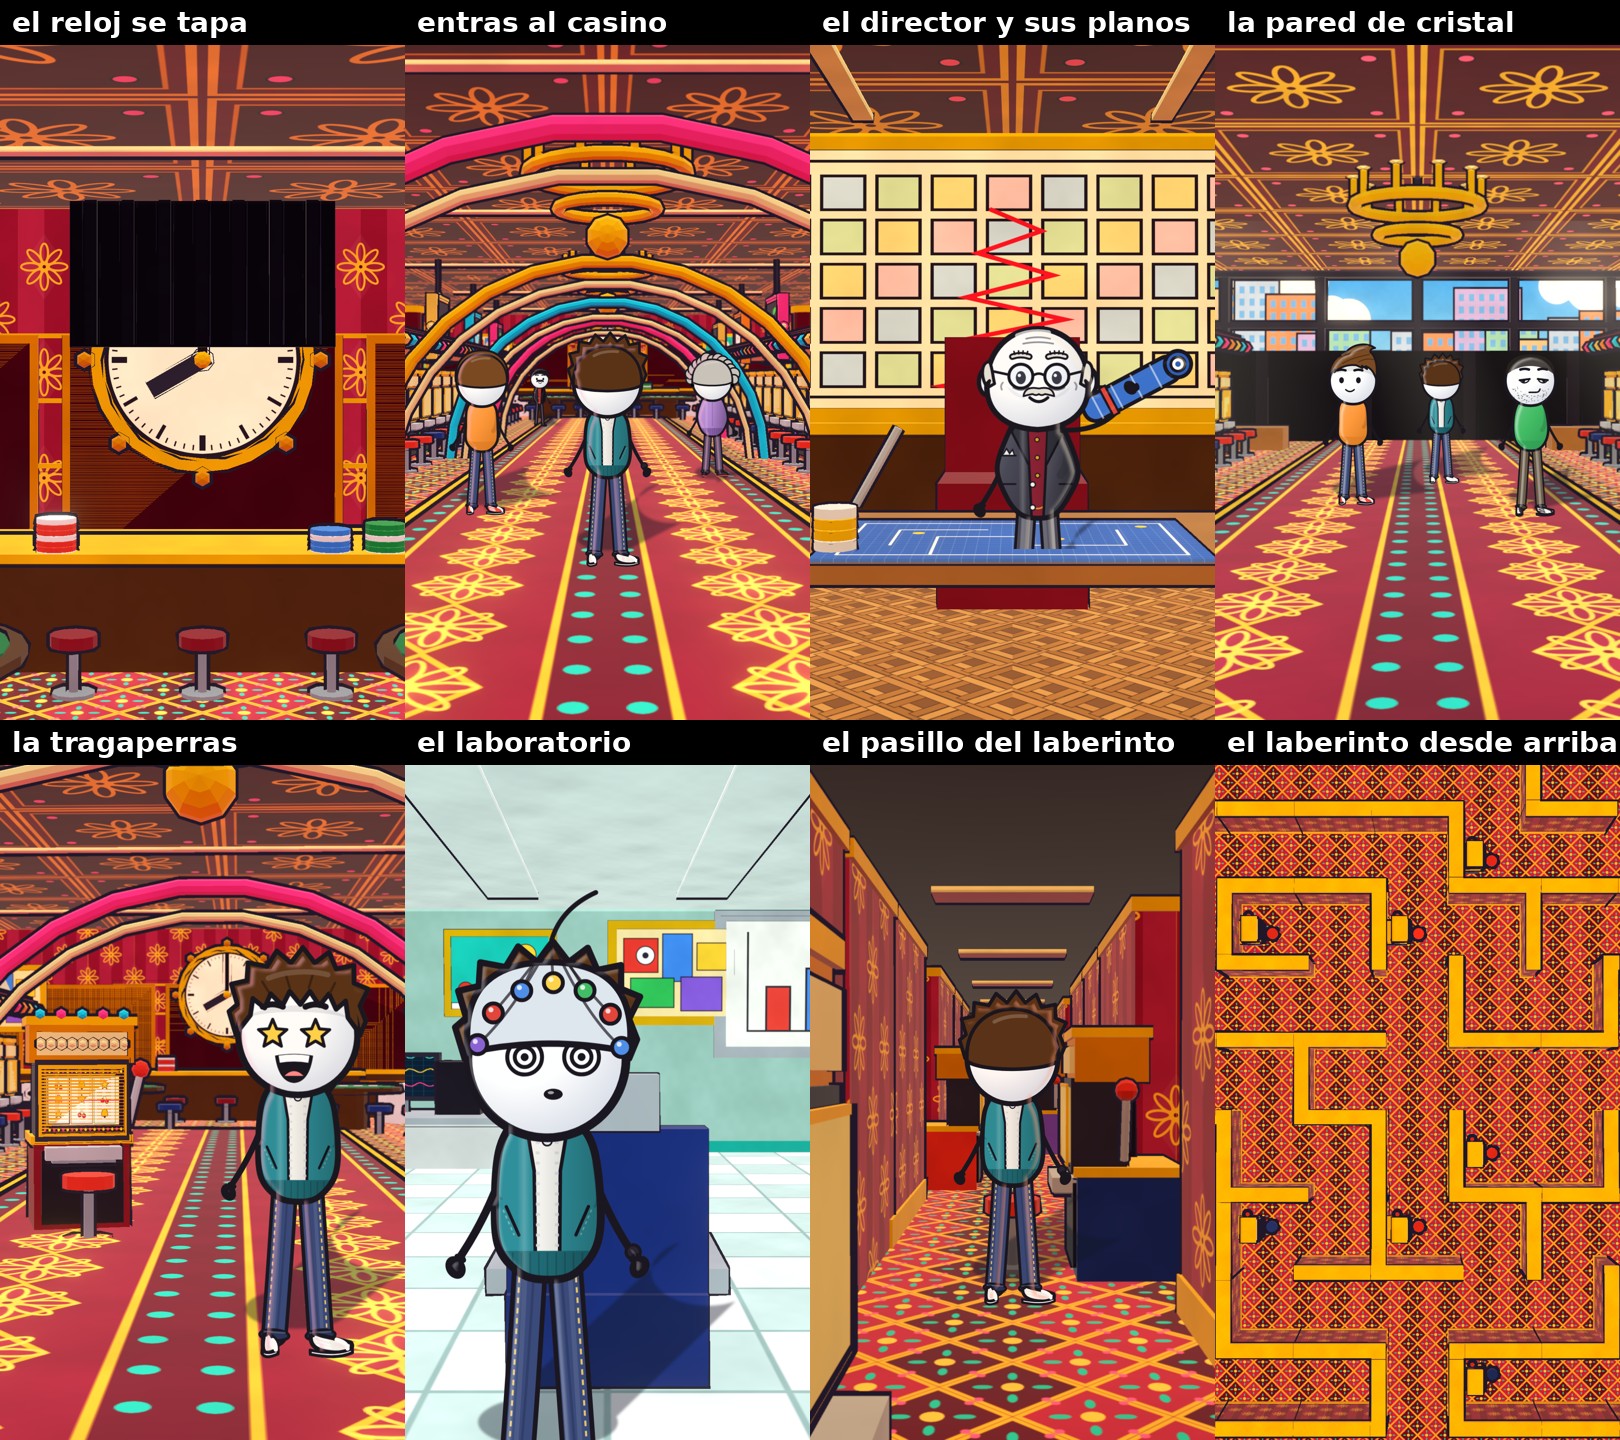 el reloj se tapa
entras al casino
el director y sus planos
la pared de cristal
la tragaperras
el laboratorio
el pasillo del laberinto
el laberinto desde arriba